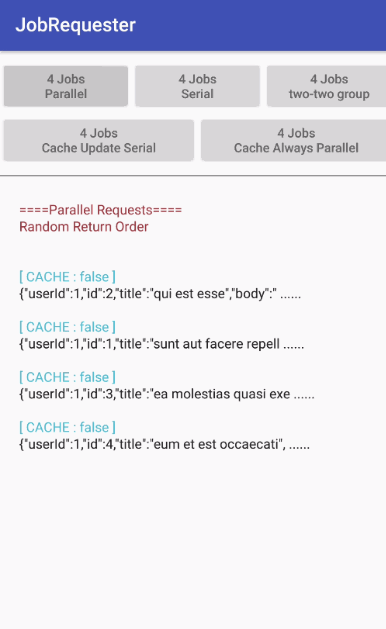 JobRequester
4 Jobs
Parallel
4 Jobs
Serial
4 Jobs
two-two group
4 Jobs
Cache Update Serial
4 Jobs
Cache Always Parallel
====Parallel Requests====
Random Return Order
[ CACHE : false ]
{"userId":1,"id":2,"title":"qui est esse","body":" ......
[ CACHE : false ]
{"userId":1,"id":1,"title":"sunt aut facere repell ......
[ CACHE : false ]
{"userId":1,"id":3,"title":"ea molestias quasi exe ......
[ CACHE : false ]
{"userId":1,"id":4,"title":"eum et est occaecati", ......